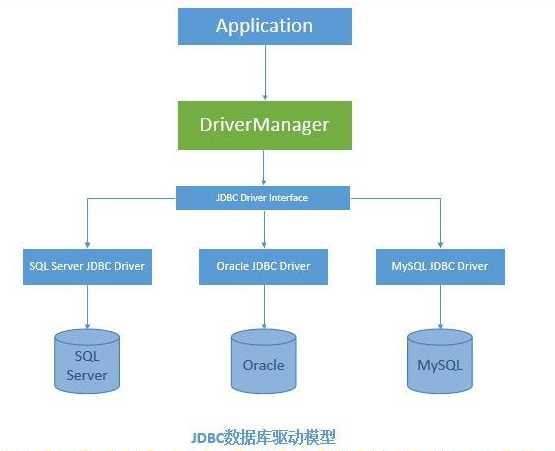 Application
DriverManager
JDBC Driver Interface
SQL Server JDBC Driver
Oracle JDBC Driver
MySQL JDBC Driver
SQL
Server
Oracle
MySQL
JDBC数据库驱动模型